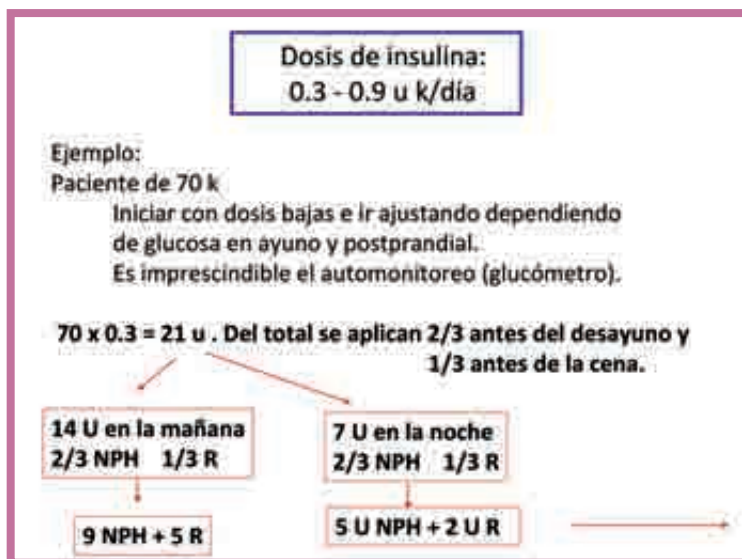 Dosis de insulina:
0.3 - 0.9 u k/día
Ejemplo:
Paciente de 70 k
Iniciar con dosis bajas e ir ajustando dependiendo
de glucosa en ayuno y postprandial.
Es imprescindible el automonitoreo (glucómetro).
70 x 0.3 = 21 u . Del total se aplican 2/3 antes del desayuno y
1/3 antes de la cena.
14 U en la mañana
2/3 NPH 1/3 R
7 U en la noche
2/3 NPH 1/3 R
9 NPH + 5 R
5 U NPH + 2 U R